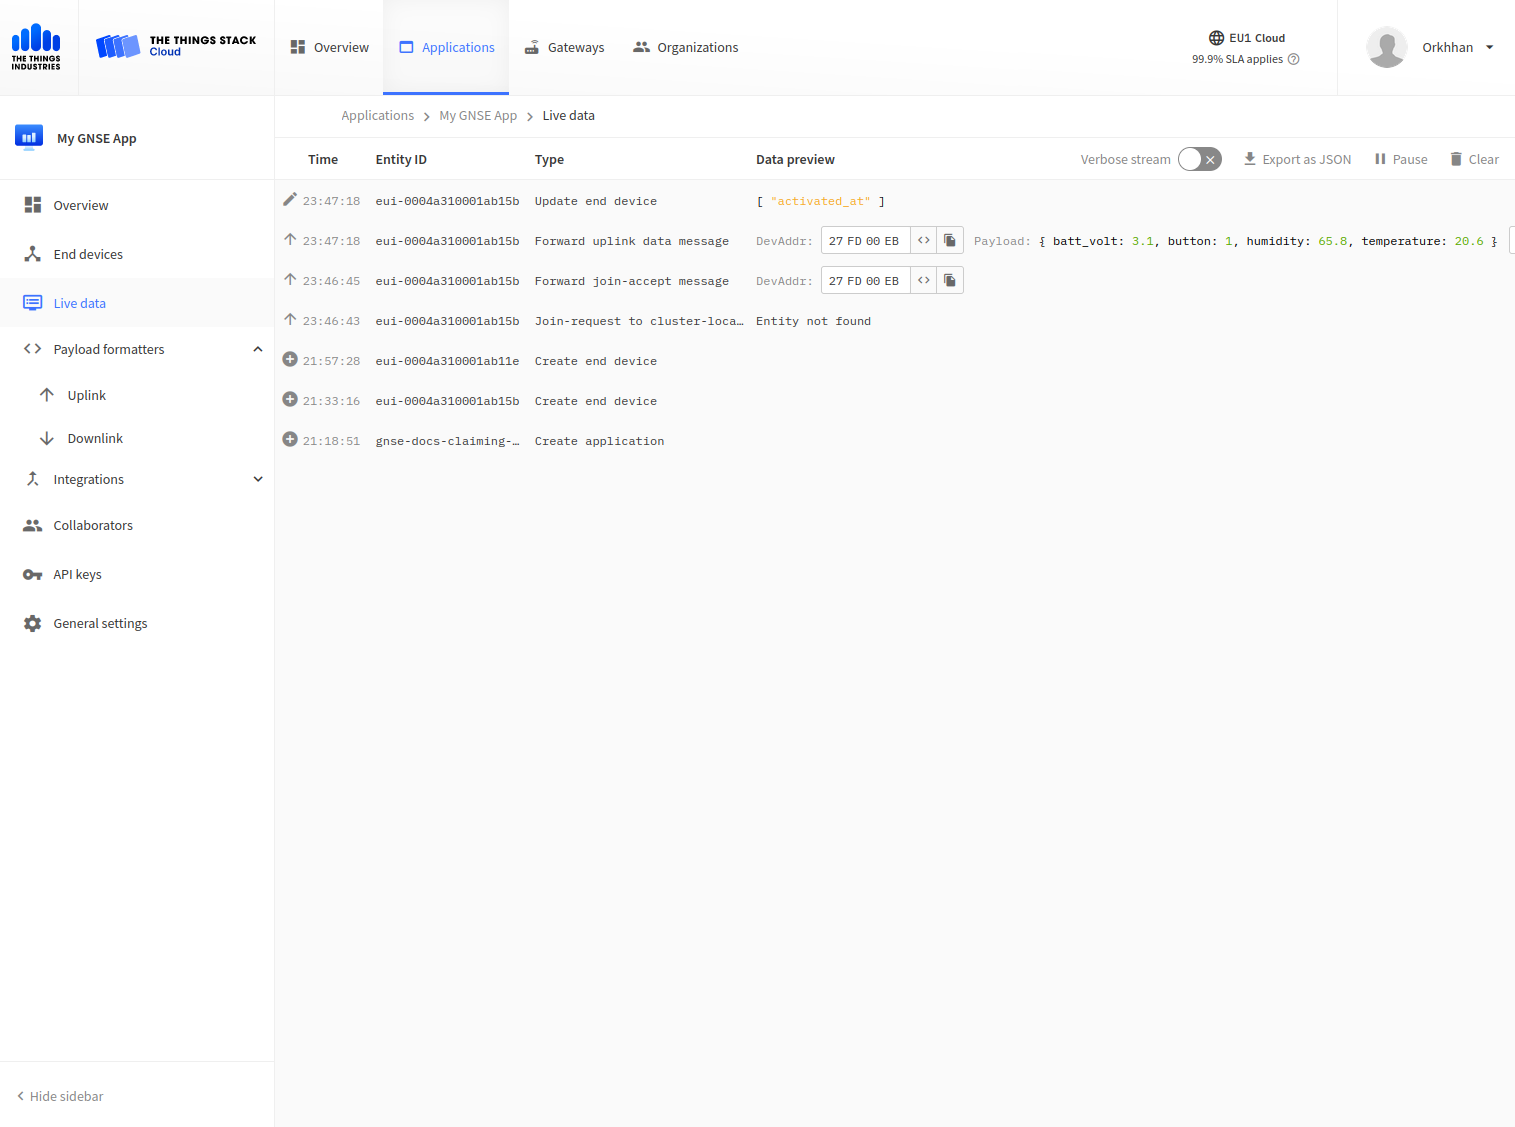 THE THINGS
INDUSTRIES
THE THINGS STACK
Cloud
Overview
Applications
Gateways
Organizations
EU1 Cloud
99.9% SLA applies
Orkhhan
My GNSE App
Overview
End devices
Live data
Payload formatters
Uplink
Downlink
Integrations
Collaborators
API keys
General settings
Hide sidebar
Applications > My GNSE App > Live data
Time Entity ID Type Data preview Verbose stream Export as JSON Pause Clear
23:47:18 eui-0004a310001ab15b Update end device [ "activated_at" ]
23:47:18 eui-0004a310001ab15b Forward uplink data message DevAddr: 27 FD 00 EB <> Payload: { batt_volt: 3.1, button: 1, humidity: 65.8, temperature: 20.6 }
23:46:45 eui-0004a310001ab15b Forward join-accept message DevAddr: 27 FD 00 EB <>
23:46:43 eui-0004a310001ab15b Join-request to cluster-loca… Entity not found
21:57:28 eui-0004a310001ab11e Create end device
21:33:16 eui-0004a310001ab15b Create end device
21:18:51 gnse-docs-claiming-… Create application